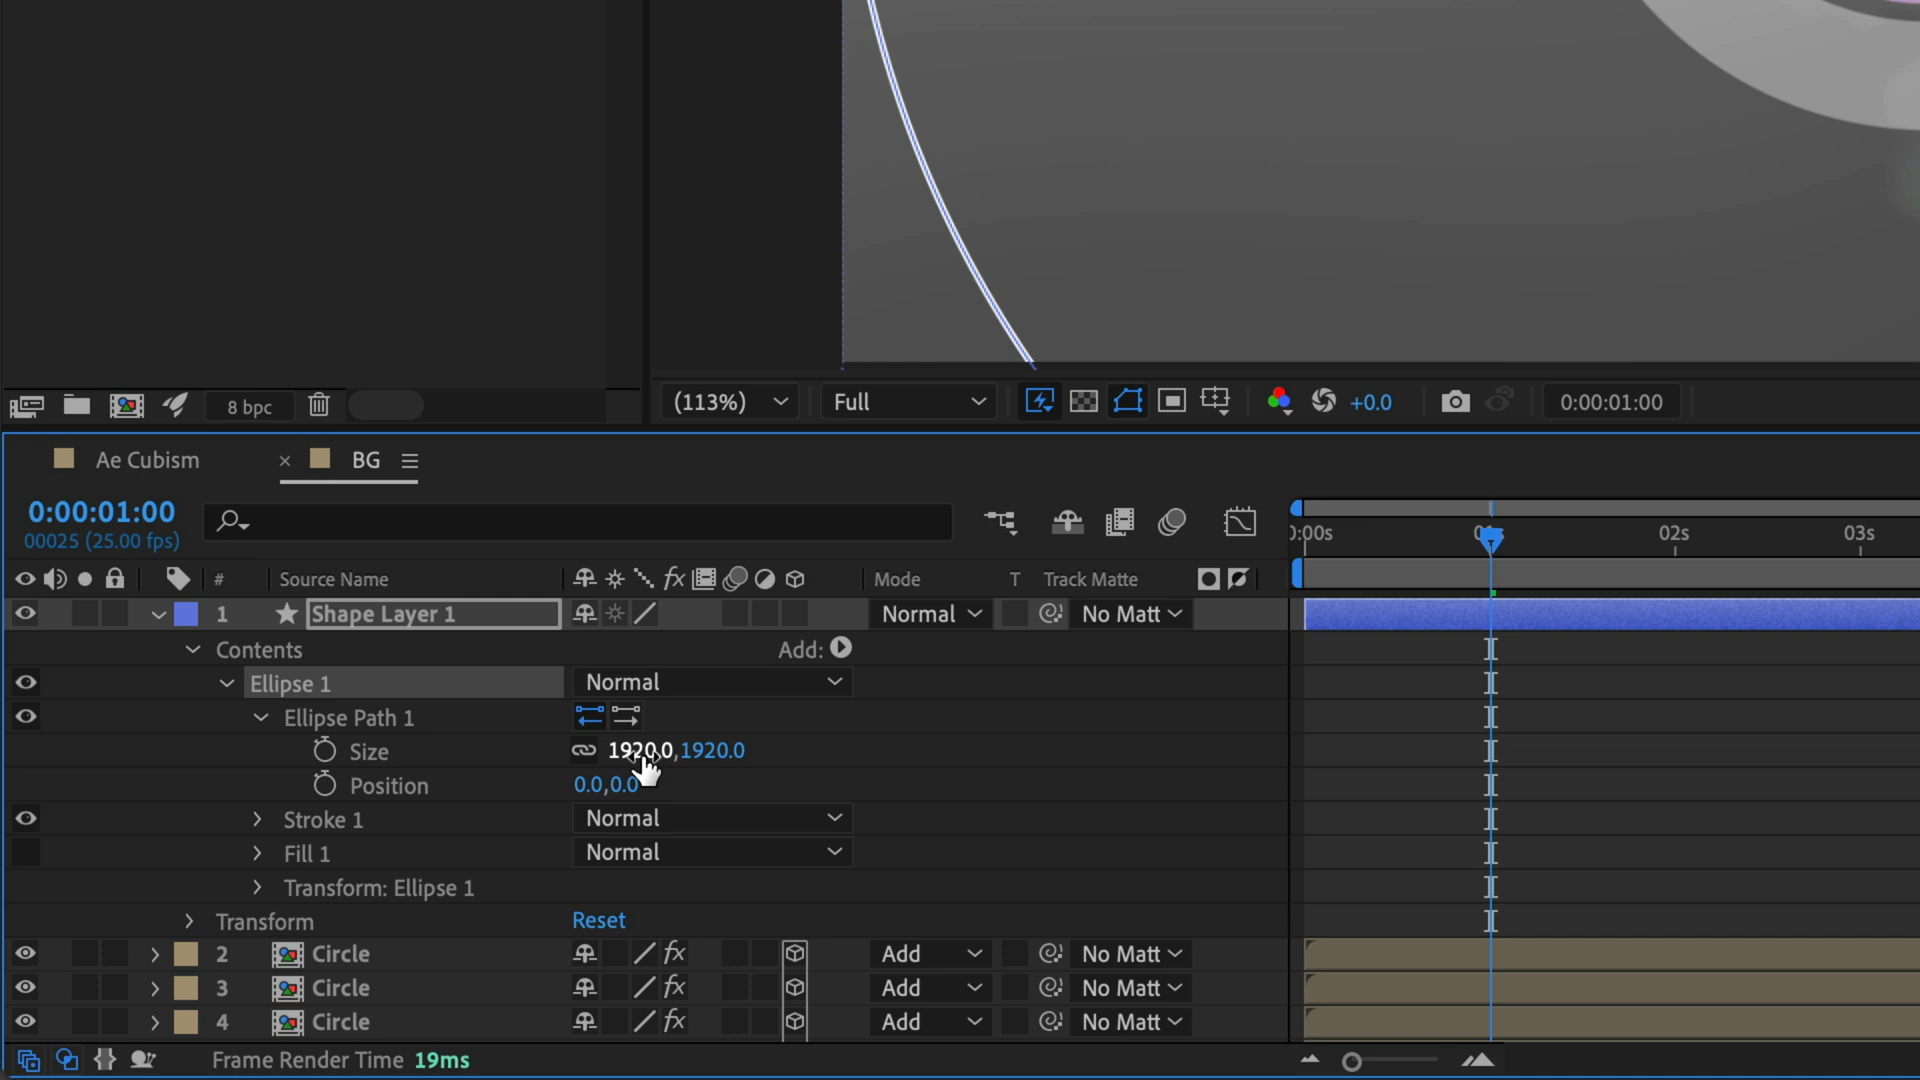 8 bpc
(113%)
Full
+0.0
0:00:01:00
Ae Cubism
× BG
0:00:01:00
00025 (25.00 fps)
0:00s
02s
03s
# Source Name
fx
Mode
T
Track Matte
1 Shape Layer 1
Normal
No Matt
Contents
Add:
Ellipse 1
Normal
Ellipse Path 1
Size
1920.0,1920.0
Position
0.0,0.0
Stroke 1
Normal
Fill 1
Normal
Transform: Ellipse 1
Transform
Reset
2 Circle
fx
Add
No Matt
3 Circle
fx
Add
No Matt
4 Circle
fx
Add
No Matt
Frame Render Time 19ms